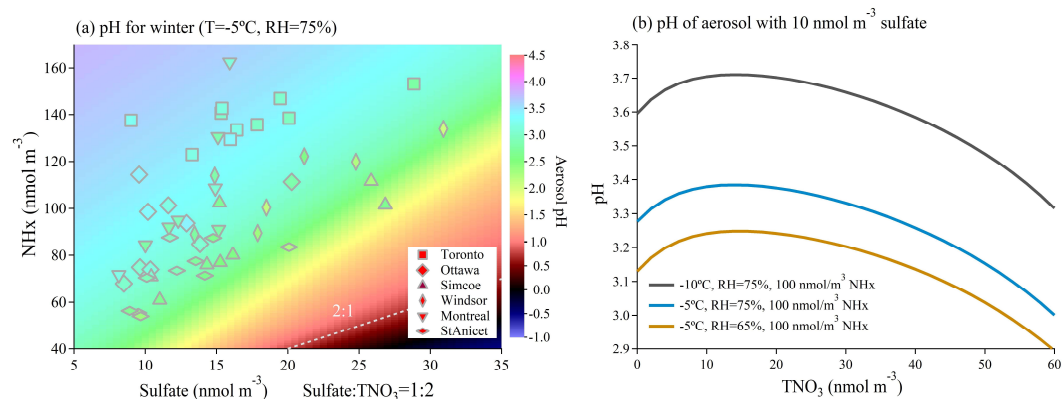 (a) pH for winter (T=-5ºC, RH=75%)
NHx (nmol m⁻³)
160
140
120
100
80
60
40
5
10
15
20
25
30
35
2:1
Toronto
Ottawa
Simcoe
Windsor
Montreal
StAnicet
Sulfate (nmol m⁻³) Sulfate:TNO₃=1:2
4.5
4.0
3.5
3.0
2.5
2.0
1.5
1.0
0.5
0.0
-0.5
-1.0
Aerosol pH
(b) pH of aerosol with 10 nmol m⁻³ sulfate
pH
3.8
3.7
3.6
3.5
3.4
3.3
3.2
3.1
3.0
2.9
-10ºC, RH=75%, 100 nmol/m³ NHx
-5ºC, RH=75%, 100 nmol/m³ NHx
-5ºC, RH=65%, 100 nmol/m³ NHx
0
10
20
30
40
50
60
TNO₃ (nmol m⁻³)